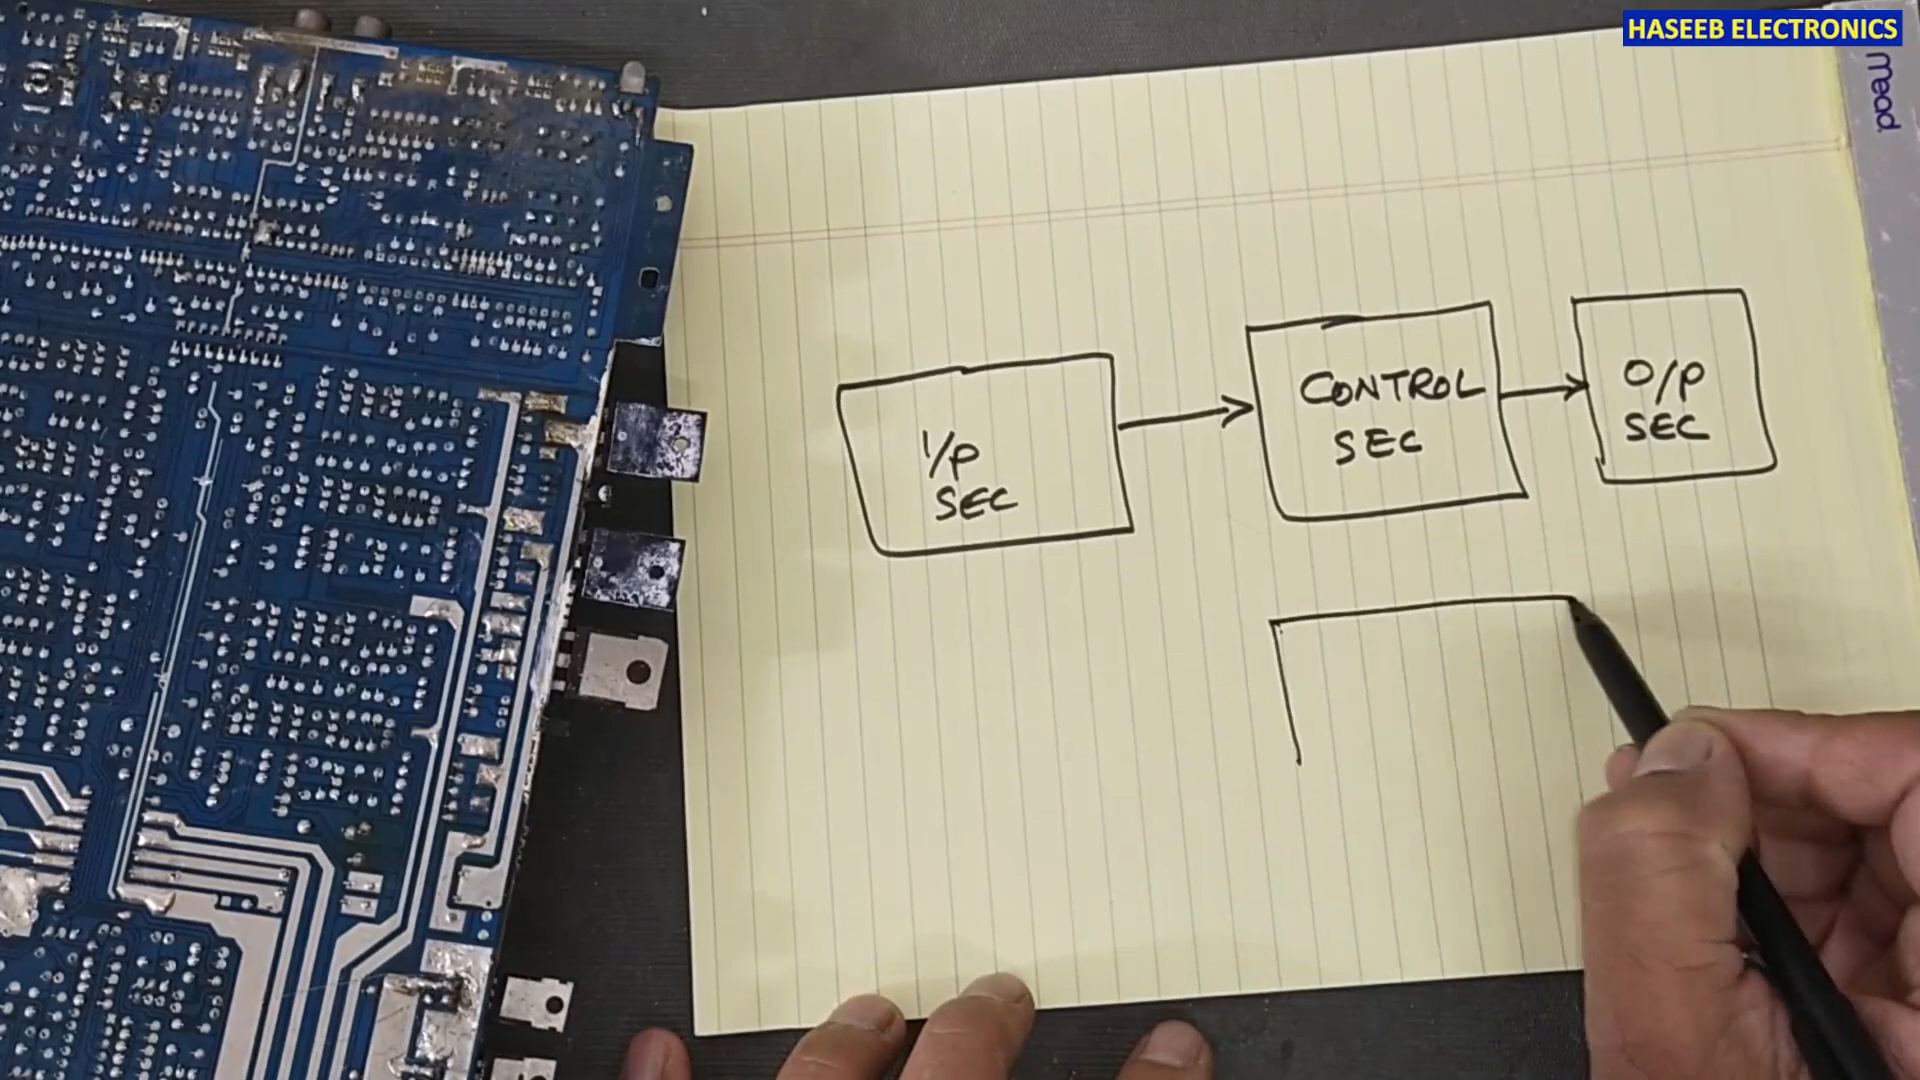 HASEEB ELECTRONICS
mead
I/P
SEC
CONTROL
SEC
O/P
SEC